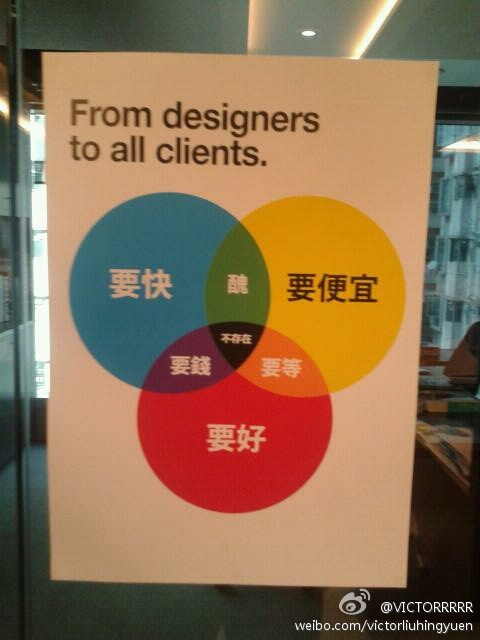 From designers
to all clients.
要快
醜
要便宜
不存在
要錢
要等
要好
@VICTORRRRR
weibo.com/victorliuhingyuen